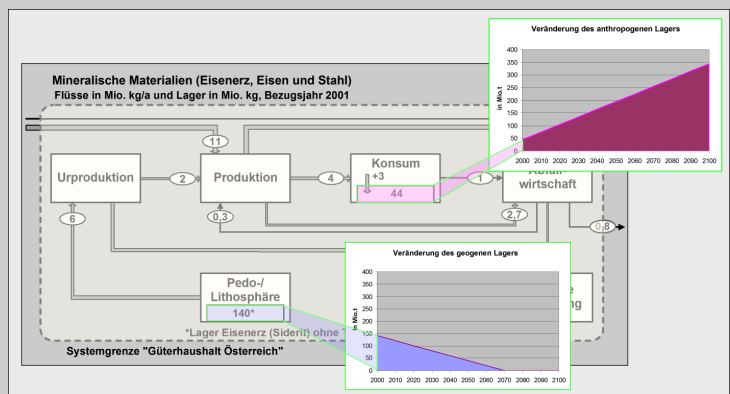 Veränderung des anthropogenen Lagers
400
350
300
250
200
150
100
50
0
in Mio.t
2000 2010 2020 2030 2040 2050 2060 2070 2080 2090 2100
Mineralische Materialien (Eisenerz, Eisen und Stahl)
Flüsse in Mio. kg/a und Lager in Mio. kg, Bezugsjahr 2001
11
Urproduktion
2
Produktion
4
Konsum
+3
44
1
Abfall-
wirtschaft
6
0,3
2,7
0,8
Veränderung des geogenen Lagers
400
350
300
250
200
150
100
50
0
in Mio.t
2000 2010 2020 2030 2040 2050 2060 2070 2080 2090 2100
Pedo-/
Lithosphäre
140*
*Lager Eisenerz (Siderit) ohne
Systemgrenze "Güterhaushalt Österreich"